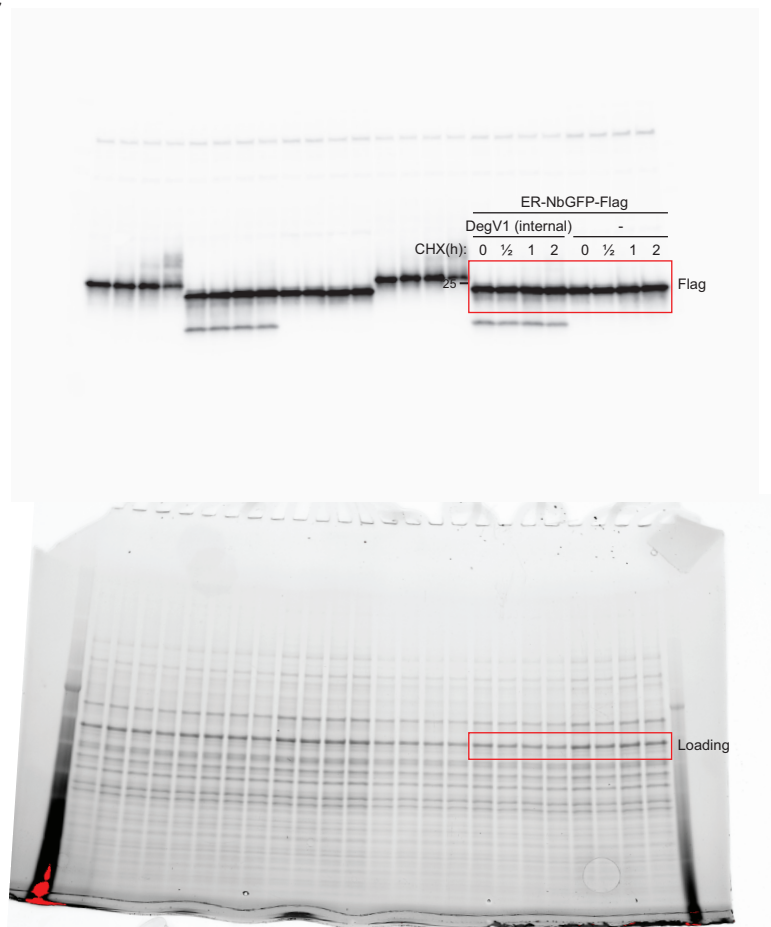 ER-NbGFP-Flag
DegV1 (internal) -
CHX(h): 0 ½ 1 2 0 ½ 1 2
25
Flag
Loading